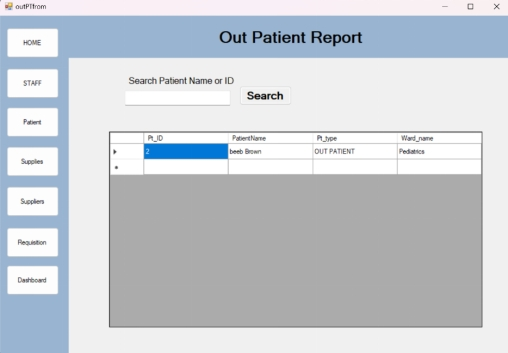 outPTfrom
Out Patient Report
HOME
STAFF
Patient
Supplies
Suppliers
Requisition
Dashboard
Search Patient Name or ID
Search
Pt_ID PatientName Pt_type Ward_name
2 beeb Brown OUT PATIENT Pediatrics